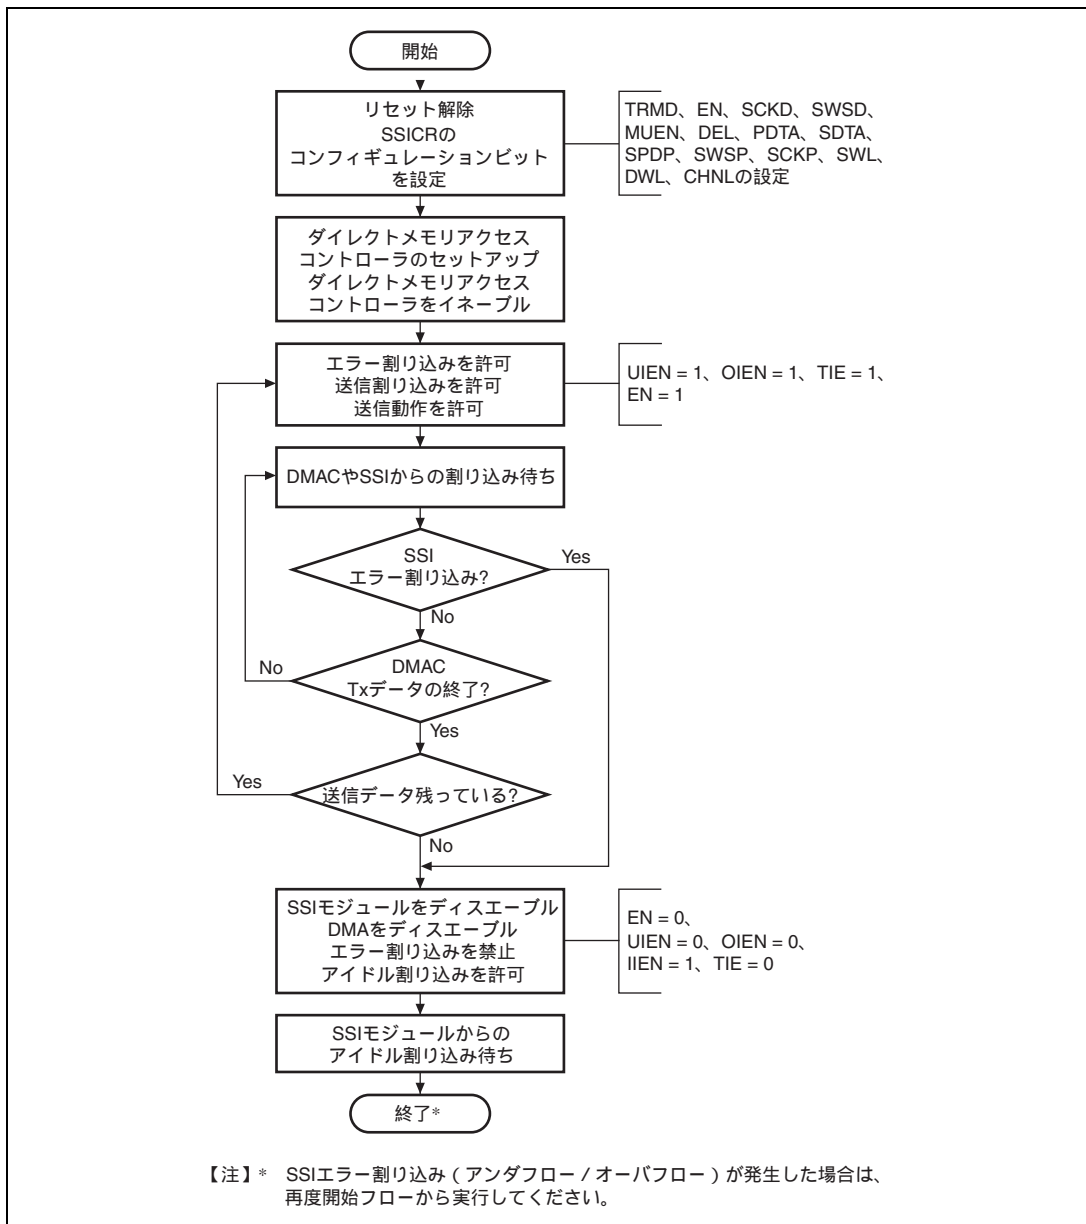 開始
リセット解除
SSICRの
コンフィギュレーションビット
を設定
TRMD、EN、SCKD、SWSD、
MUEN、DEL、PDTA、SDTA、
SPDP、SWSP、SCKP、SWL、
DWL、CHNLの設定
ダイレクトメモリアクセス
コントローラのセットアップ
ダイレクトメモリアクセス
コントローラをイネーブル
エラー割り込みを許可
送信割り込みを許可
送信動作を許可
UIEN = 1、OIEN = 1、TIE = 1、
EN = 1
DMACやSSIからの割り込み待ち
SSI
エラー割り込み?
Yes
No
DMAC
Txデータの終了?
No
Yes
送信データ残っている?
Yes
No
SSIモジュールをディスエーブル
DMAをディスエーブル
エラー割り込みを禁止
アイドル割り込みを許可
EN = 0、
UIEN = 0、OIEN = 0、
IIEN = 1、TIE = 0
SSIモジュールからの
アイドル割り込み待ち
終了*
【注】* SSIエラー割り込み（アンダフロー / オーバフロー）が発生した場合は、
再度開始フローから実行してください。